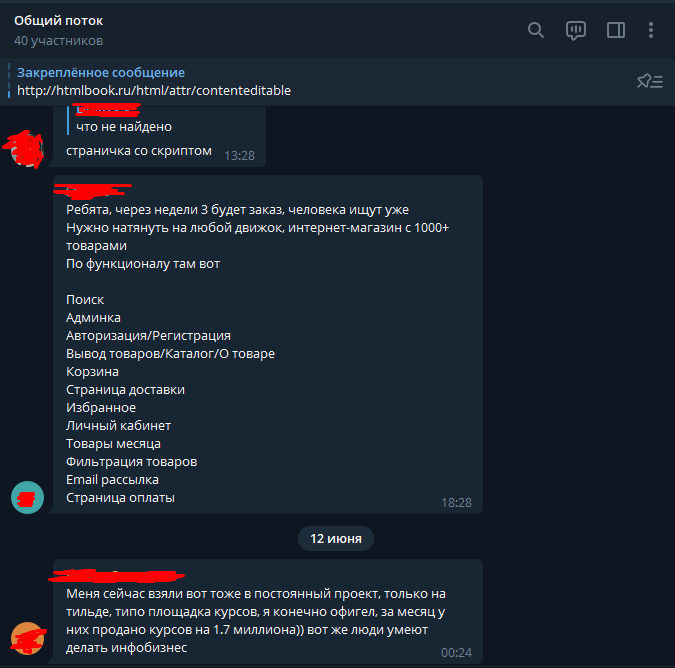 Общий поток
40 участников
Закреплённое сообщение
http://htmlbook.ru/html/attr/contenteditable
что не найдено
страничка со скриптом 13:28
Ребята, через недели 3 будет заказ, человека ищут уже
Нужно натянуть на любой движок, интернет-магазин с 1000+
товарами
По функционалу там вот
Поиск
Админка
Авторизация/Регистрация
Вывод товаров/Каталог/О товаре
Корзина
Страница доставки
Избранное
Личный кабинет
Товары месяца
Фильтрация товаров
Email рассылка
Страница оплаты 18:28
12 июня
Меня сейчас взяли вот тоже в постоянный проект, только на
тильде, типо площадка курсов, я конечно офигел, за месяц у
них продано курсов на 1.7 миллиона)) вот же люди умеют
делать инфобизнес 00:24